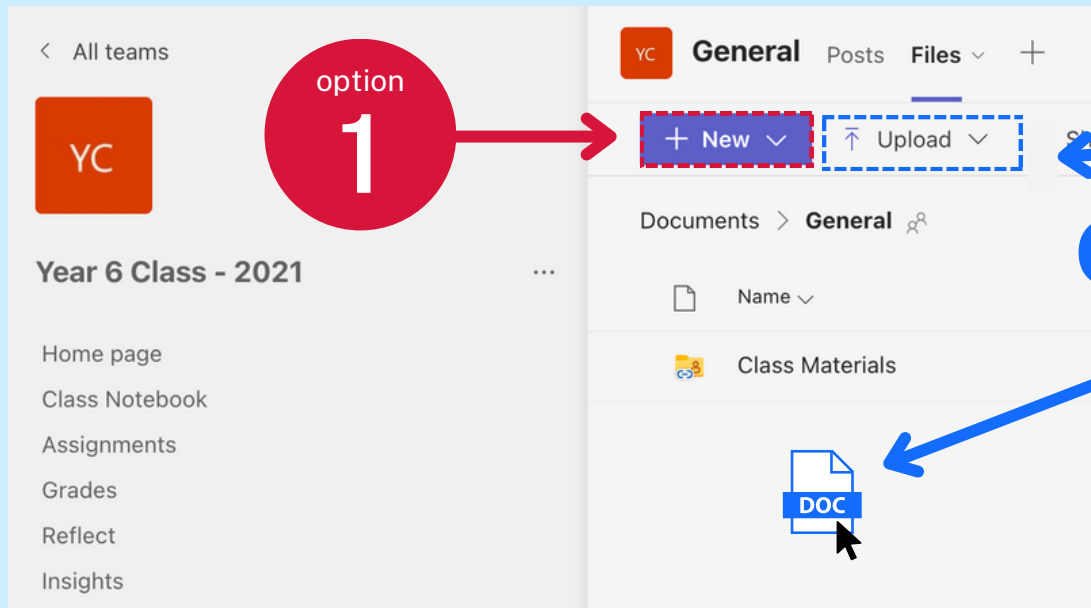 All teams
YC
Year 6 Class - 2021
...
Home page
Class Notebook
Assignments
Grades
Reflect
Insights
option
1
YC General Posts Files
New Upload
Documents > General
Name
Class Materials
DOC